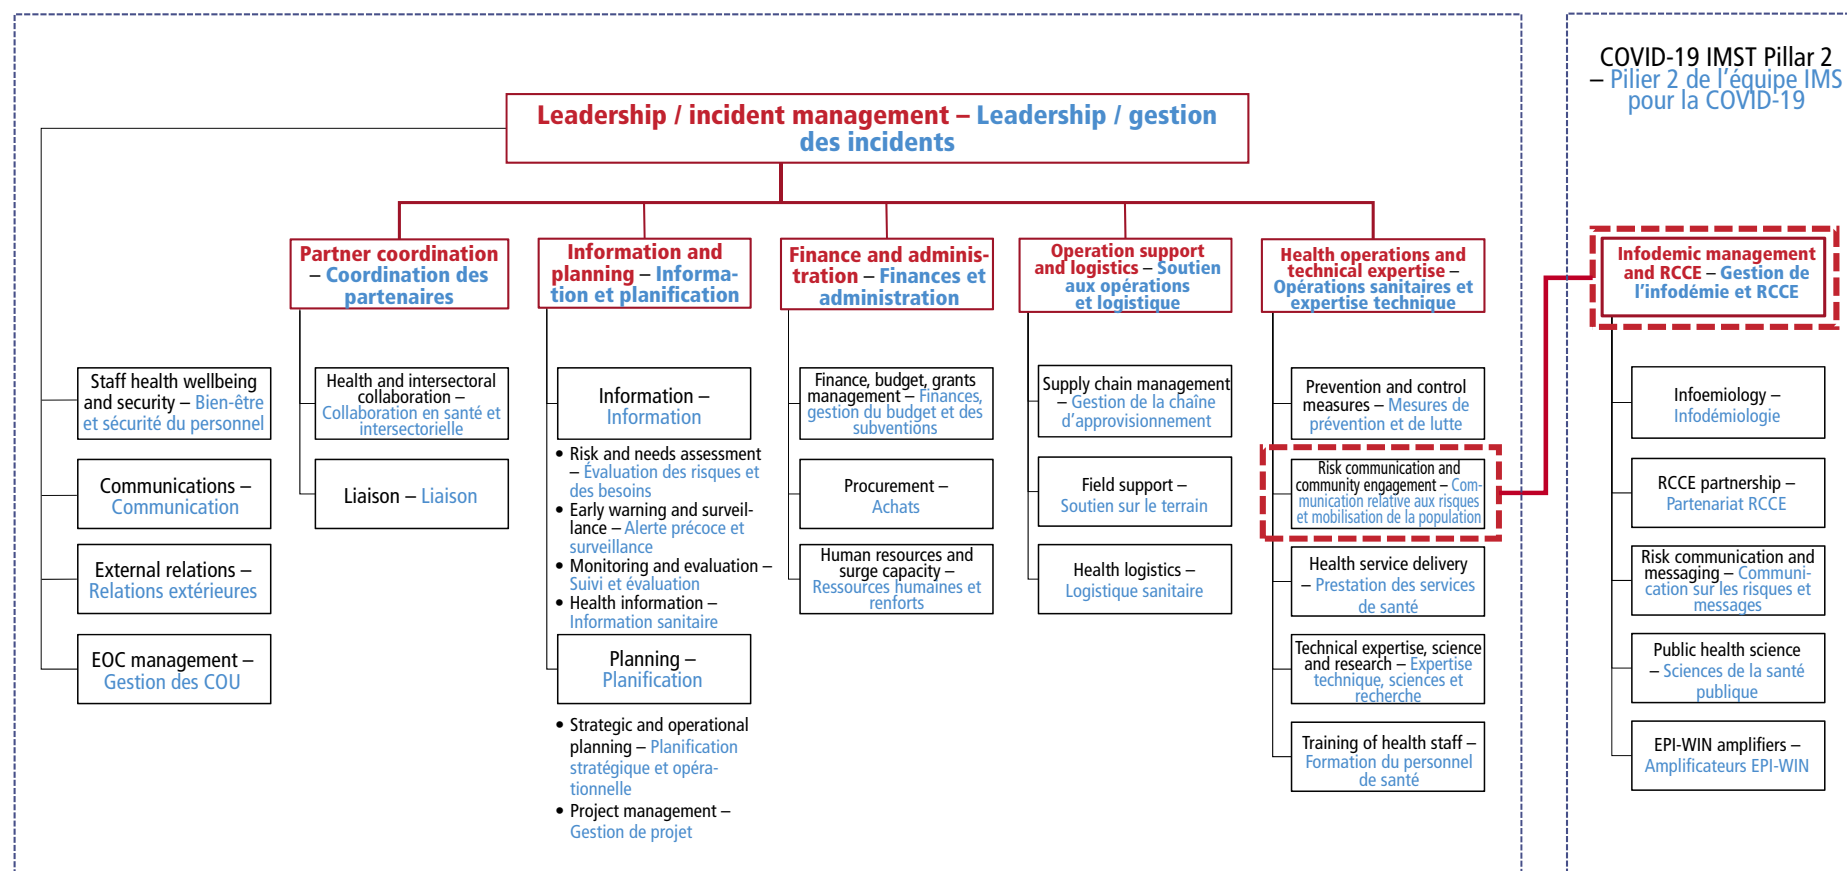 COVID-19 IMST Pillar 2
– Pilier 2 de l'équipe IMS
pour la COVID-19
Leadership / incident management – Leadership / gestion
des incidents
Partner coordination
– Coordination des
partenaires
Information and
planning – Informa-
tion et planification
Finance and adminis-
tration – Finances et
administration
Operation support
and logistics – Soutien
aux opérations
et logistique
Health operations and
technical expertise –
Opérations sanitaires et
expertise technique
Infodemic management
and RCCE – Gestion de
l'infodémie et RCCE
Staff health wellbeing
and security – Bien-être
et sécurité du personnel
Communications –
Communication
External relations –
Relations extérieures
EOC management –
Gestion des COU
Health and intersectoral
collaboration –
Collaboration en santé et
intersectorielle
Liaison – Liaison
Information –
Information
• Risk and needs assessment
– Évaluation des risques et
des besoins
• Early warning and surveil-
lance – Alerte précoce et
surveillance
• Monitoring and evaluation –
Suivi et évaluation
• Health information –
Information sanitaire
Planning –
Planification
• Strategic and operational
planning – Planification
stratégique et opéra-
tionnelle
• Project management –
Gestion de projet
Finance, budget, grants
management – Finances,
gestion du budget et des
subventions
Procurement –
Achats
Human resources and
surge capacity –
Ressources humaines et
renforts
Supply chain management
– Gestion de la chaîne
d'approvisionnement
Field support –
Soutien sur le terrain
Health logistics –
Logistique sanitaire
Prevention and control
measures – Mesures de
prévention et de lutte
Risk communication and
community engagement – Com-
munication relative aux risques
et mobilisation de la population
Health service delivery
– Prestation des services
de santé
Technical expertise, science
and research – Expertise
technique, sciences et
recherche
Training of health staff –
Formation du personnel
de santé
Infoemiology –
Infodémiologie
RCCE partnership –
Partenariat RCCE
Risk communication and
messaging – Communi-
cation sur les risques et
messages
Public health science
– Sciences de la santé
publique
EPI-WIN amplifiers –
Amplificateurs EPI-WIN